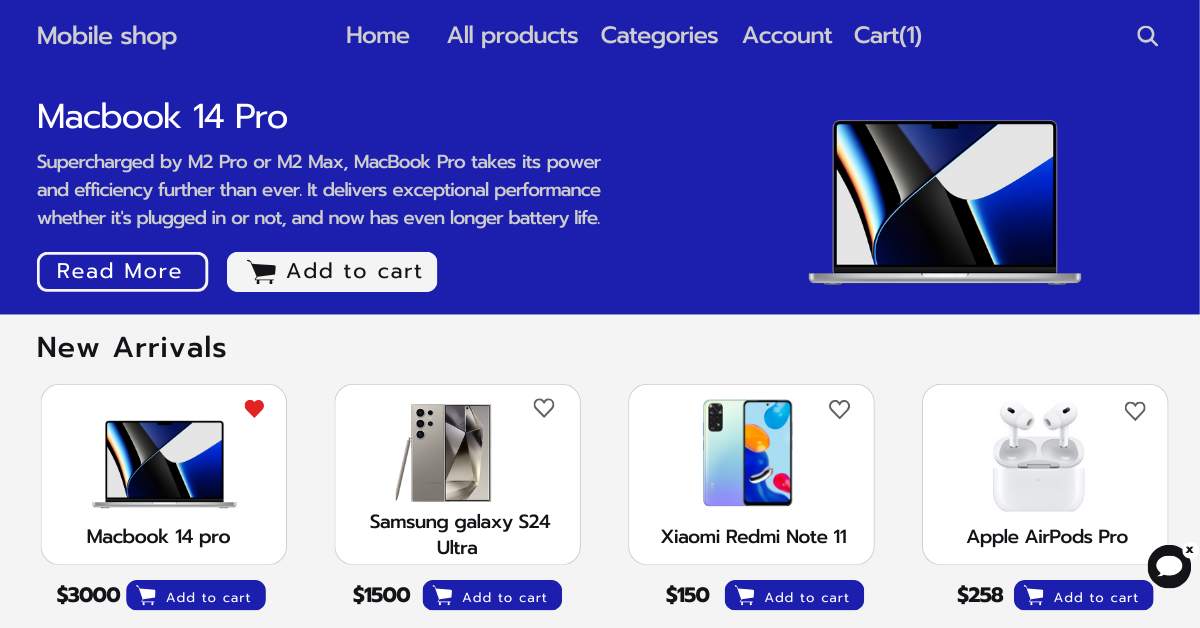 Mobile shop
Home All products Categories Account Cart(1)
Macbook 14 Pro
Supercharged by M2 Pro or M2 Max, MacBook Pro takes its power
and efficiency further than ever. It delivers exceptional performance
whether it's plugged in or not, and now has even longer battery life.
Read More
Add to cart
New Arrivals
Macbook 14 pro
Samsung galaxy S24
Ultra
Xiaomi Redmi Note 11
Apple AirPods Pro
$3000 Add to cart
$1500 Add to cart
$150 Add to cart
$258 Add to cart
x